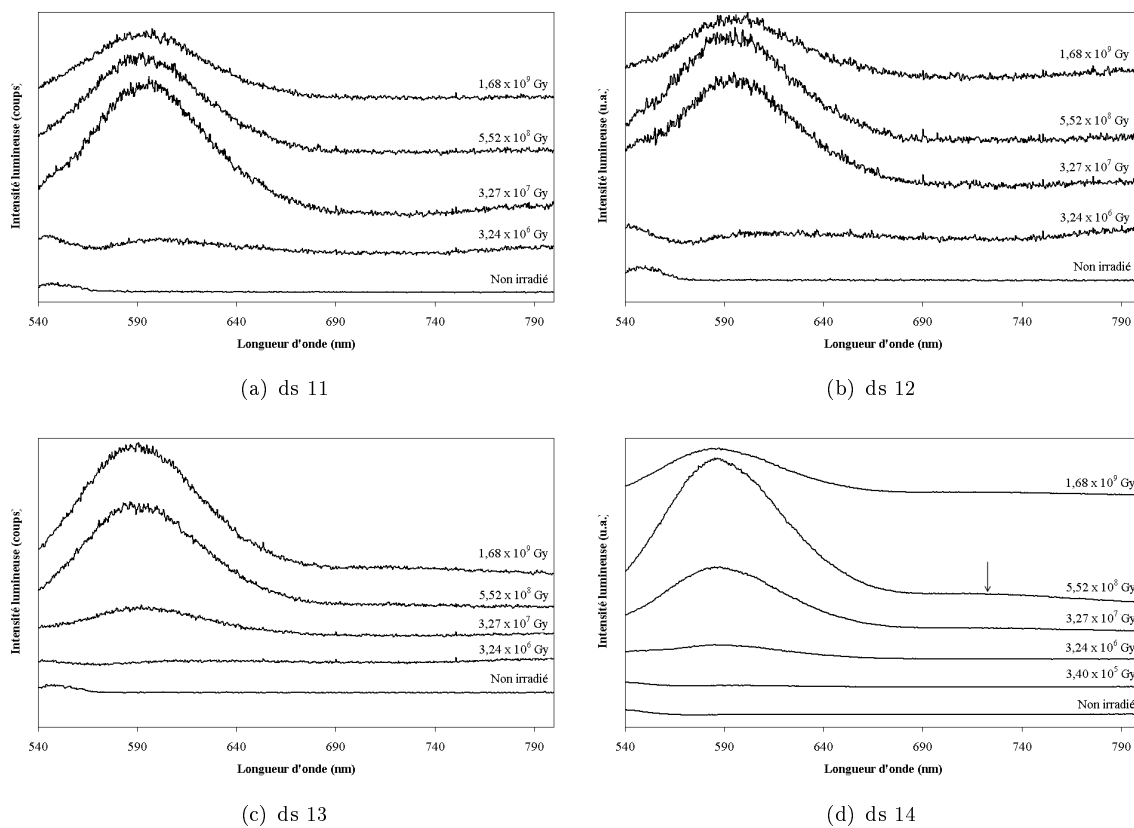 Intensité lumineuse (coups)
1,68 x 10⁹ Gy
5,52 x 10⁸ Gy
3,27 x 10⁷ Gy
3,24 x 10⁶ Gy
Non irradié
540 590 640 690 740 790
Longueur d'onde (nm)
(a) ds 11
Intensité lumineuse (u.a.)
1,68 x 10⁹ Gy
5,52 x 10⁸ Gy
3,27 x 10⁷ Gy
3,24 x 10⁶ Gy
Non irradié
540 590 640 690 740 790
Longueur d'onde (nm)
(b) ds 12
Intensité lumineuse (coups)
1,68 x 10⁹ Gy
5,52 x 10⁸ Gy
3,27 x 10⁷ Gy
3,24 x 10⁶ Gy
Non irradié
540 590 640 690 740 790
Longueur d'onde (nm)
(c) ds 13
Intensité lumineuse (u.a.)
1,68 x 10⁹ Gy
5,52 x 10⁸ Gy
3,27 x 10⁷ Gy
3,24 x 10⁶ Gy
3,40 x 10⁵ Gy
Non irradié
540 590 640 690 740 790
Longueur d'onde (nm)
(d) ds 14